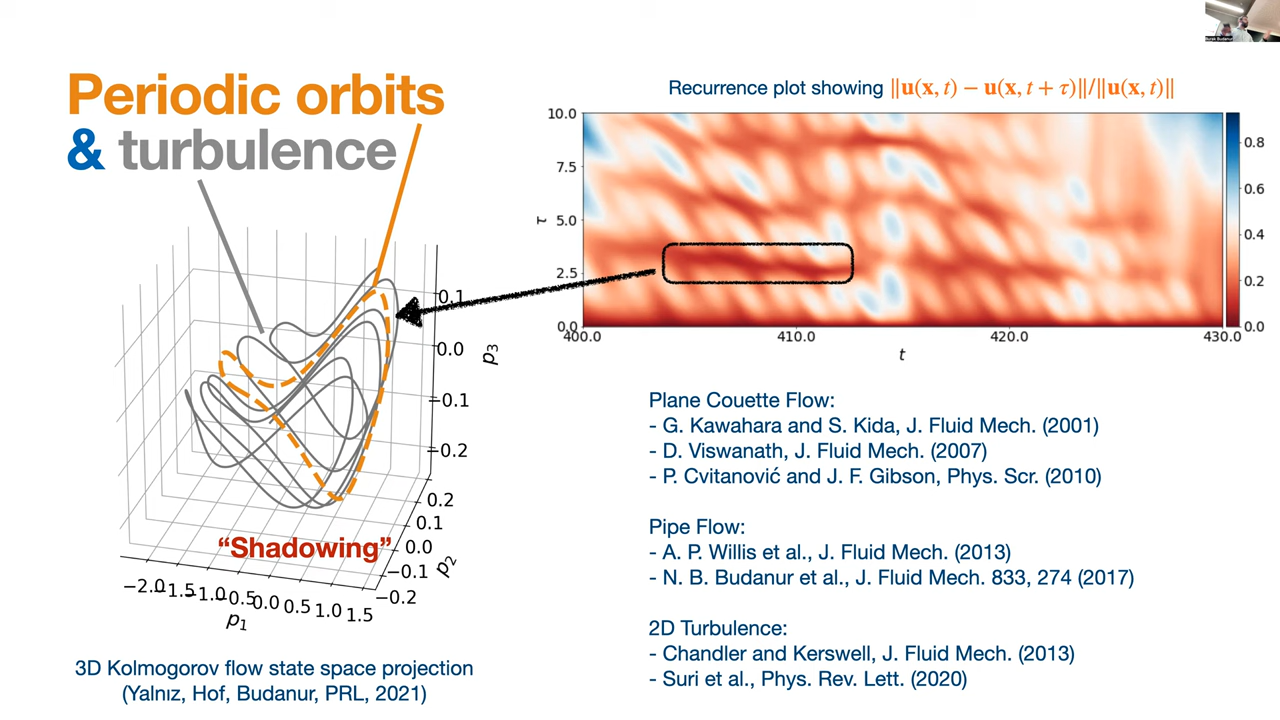 Periodic orbits
& turbulence
Recurrence plot showing ‖u(x, t) − u(x, t + τ)‖/‖u(x, t)‖
10.0
7.5
5.0
2.5
0.0
τ
400.0
410.0
420.0
430.0
t
0.8
0.6
0.4
0.2
0.0
0.1
0.0
−0.1
−0.2
p3
0.2
0.1
0.0
−0.1
−0.2
p2
−2.0
−1.5
−1.0
−0.5
0.0
0.5
1.0
1.5
p1
“Shadowing”
3D Kolmogorov flow state space projection
(Yalnız, Hof, Budanur, PRL, 2021)
Plane Couette Flow:
- G. Kawahara and S. Kida, J. Fluid Mech. (2001)
- D. Viswanath, J. Fluid Mech. (2007)
- P. Cvitanović and J. F. Gibson, Phys. Scr. (2010)
Pipe Flow:
- A. P. Willis et al., J. Fluid Mech. (2013)
- N. B. Budanur et al., J. Fluid Mech. 833, 274 (2017)
2D Turbulence:
- Chandler and Kerswell, J. Fluid Mech. (2013)
- Suri et al., Phys. Rev. Lett. (2020)